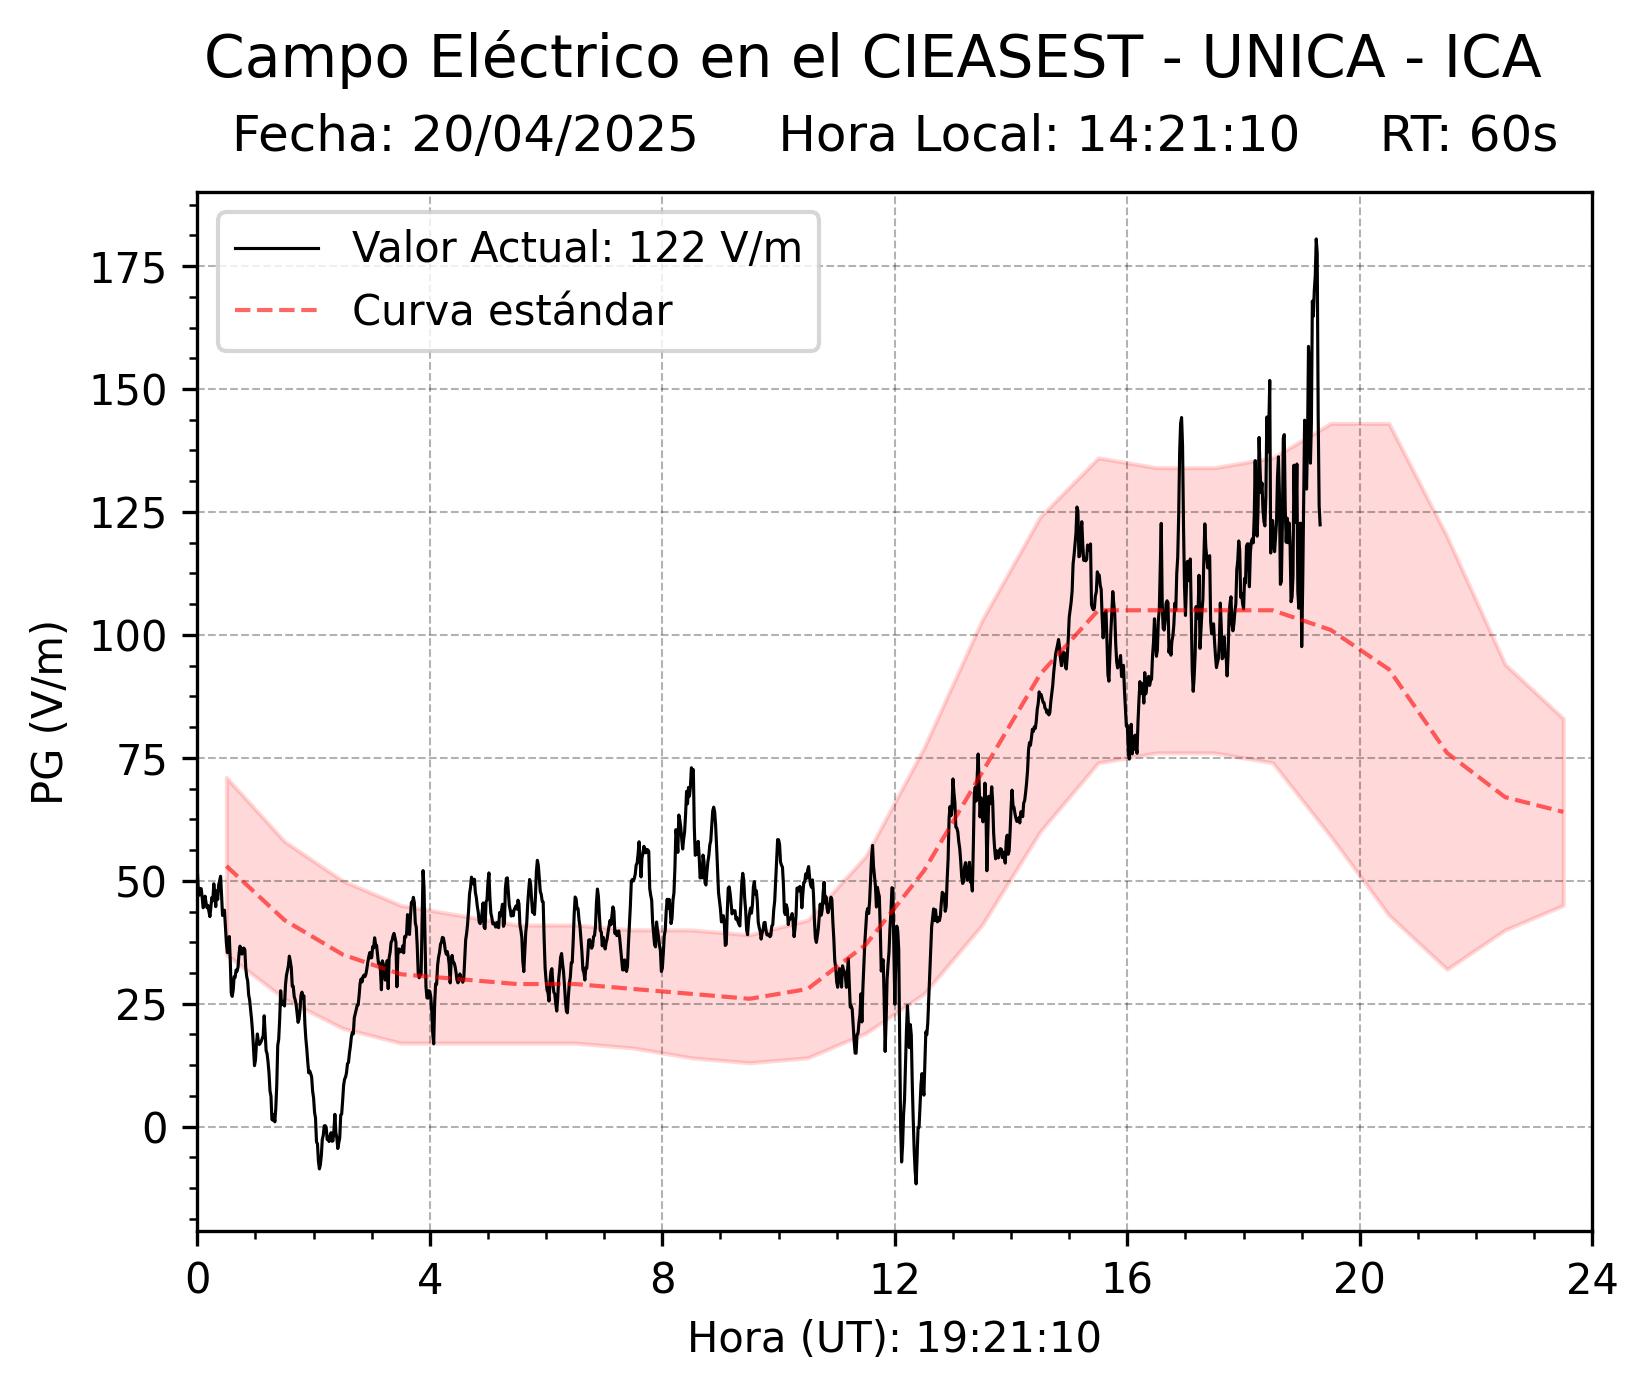 Campo Eléctrico en el CIEASEST - UNICA - ICA
Fecha: 20/04/2025 Hora Local: 14:21:10 RT: 60s
Valor Actual: 122 V/m
Curva estándar
175
150
125
100
75
50
25
0
PG (V/m)
0 4 8 12 16 20 24
Hora (UT): 19:21:10